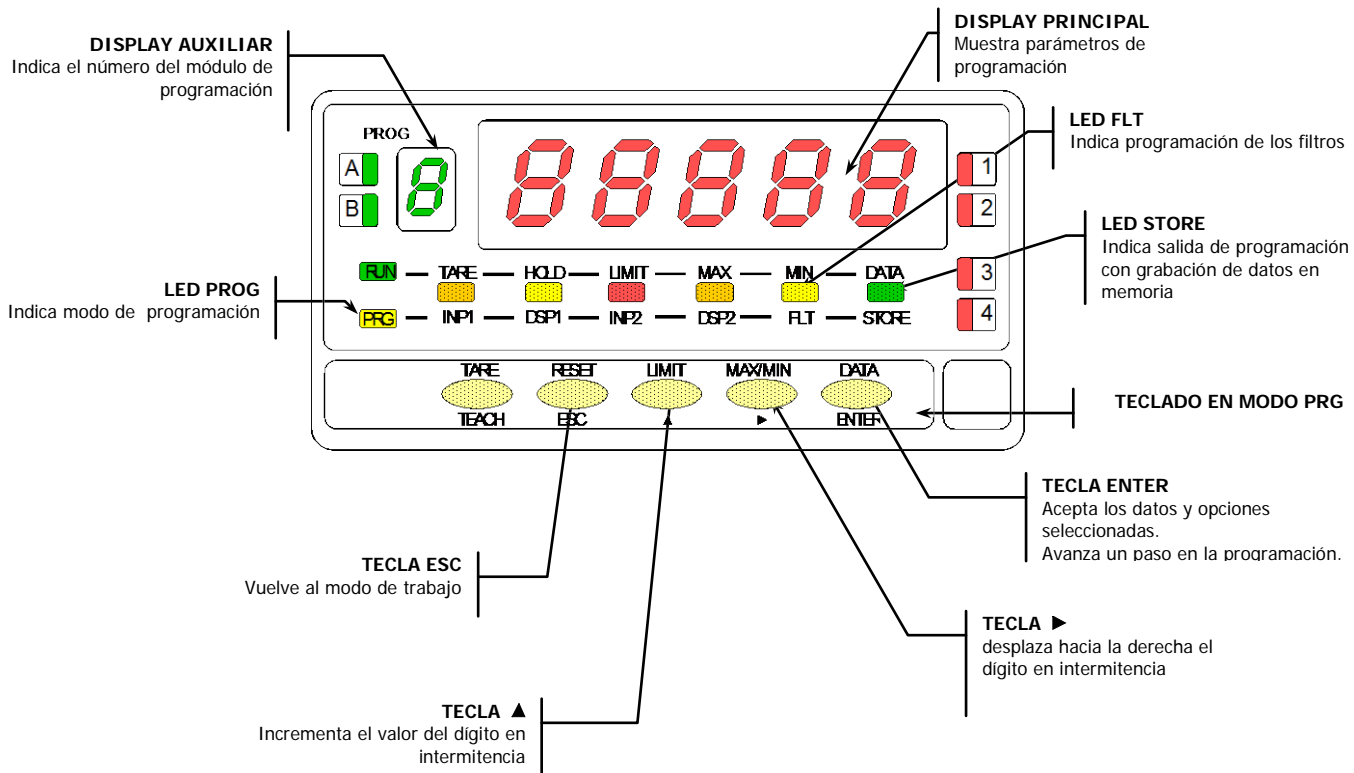 DISPLAY PRINCIPAL
Muestra parámetros de
programación
DISPLAY AUXILIAR
Indica el número del módulo de
programación
LED FLT
Indica programación de los filtros
PROG
A
B
8
88888
1
2
3
4
LED STORE
Indica salida de programación
con grabación de datos en
memoria
LED PROG
Indica modo de programación
RUN TARE HOLD LIMIT MAX MIN DATA
PRG INP1 DSP1 INP2 DSP2 FLT STORE
TARE RESET LIMIT MAX/MIN DATA
TEACH ESC ▲ ► ENTER
TECLADO EN MODO PRG
TECLA ENTER
Acepta los datos y opciones
seleccionadas.
Avanza un paso en la programación.
TECLA ESC
Vuelve al modo de trabajo
TECLA ►
desplaza hacia la derecha el
dígito en intermitencia
TECLA ▲
Incrementa el valor del dígito en
intermitencia